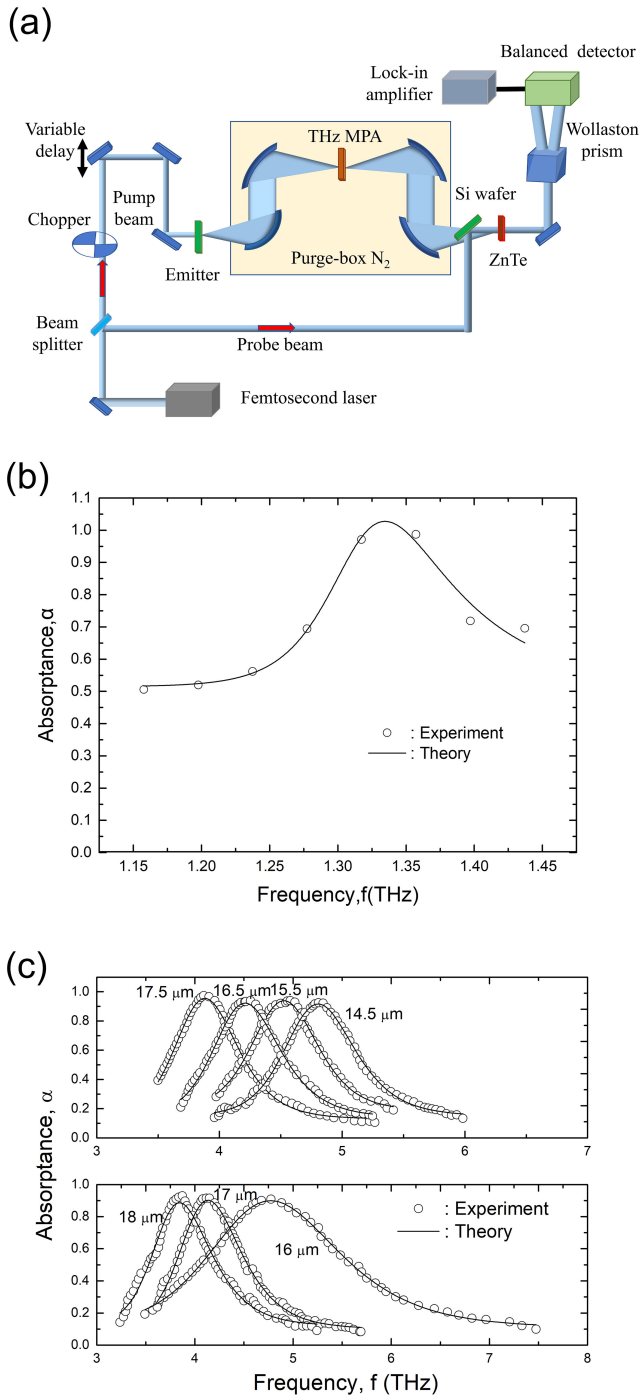 (a)
Balanced detector
Lock-in
amplifier
Wollaston
prism
Variable
delay
THz MPA
Pump
beam
Si wafer
Chopper
Emitter
Purge-box N₂
ZnTe
Beam
splitter
Probe beam
Femtosecond laser
(b)
1.1
1.0
0.9
0.8
0.7
0.6
0.5
0.4
0.3
0.2
0.1
0.0
Absorptance,α
○ : Experiment
— : Theory
1.15 1.20 1.25 1.30 1.35 1.40 1.45
Frequency,f(THz)
(c)
1.0
0.8
0.6
0.4
0.2
0.0
17.5 μm 16.5 μm 15.5 μm
14.5 μm
3 4 5 6 7
Absorptance, α
1.0
0.8
0.6
0.4
0.2
0.0
17 μm
18 μm
16 μm
○ : Experiment
— : Theory
3 4 5 6 7 8
Frequency, f (THz)